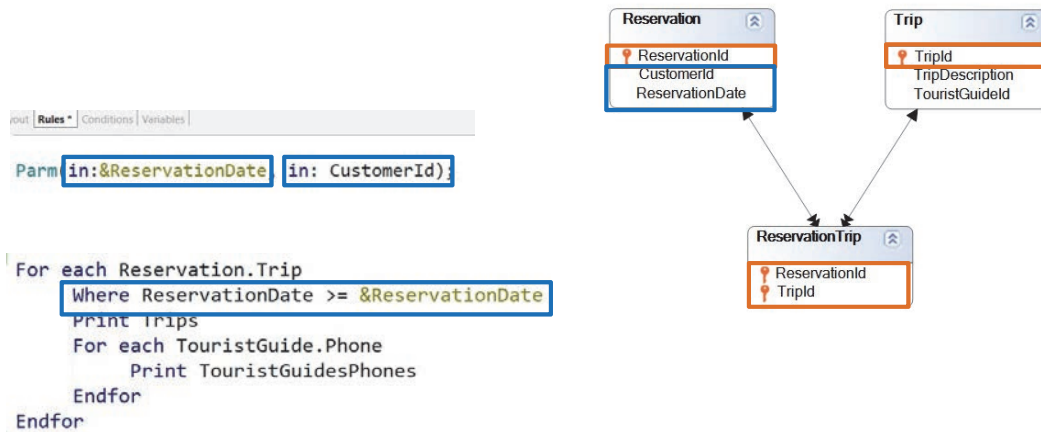 yout Rules * Conditions Variables
Parm(in:&ReservationDate, in: CustomerId);
For each Reservation.Trip
Where ReservationDate >= &ReservationDate
Print Trips
For each TouristGuide.Phone
Print TouristGuidesPhones
Endfor
Endfor
Reservation
ReservationId
CustomerId
ReservationDate
Trip
TripId
TripDescription
TouristGuideId
ReservationTrip
ReservationId
TripId